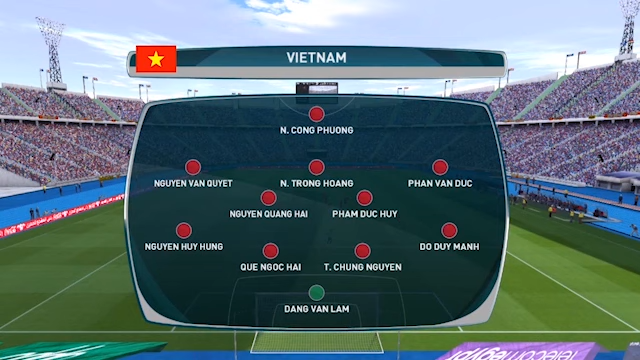 VIETNAM
N. CONG PHUONG
NGUYEN VAN QUYET
N. TRONG HOANG
PHAN VAN DUC
NGUYEN QUANG HAI
PHAM DUC HUY
NGUYEN HUY HUNG
DO DUY MANH
QUE NGOC HAI
T. CHUNG NGUYEN
DANG VAN LAM